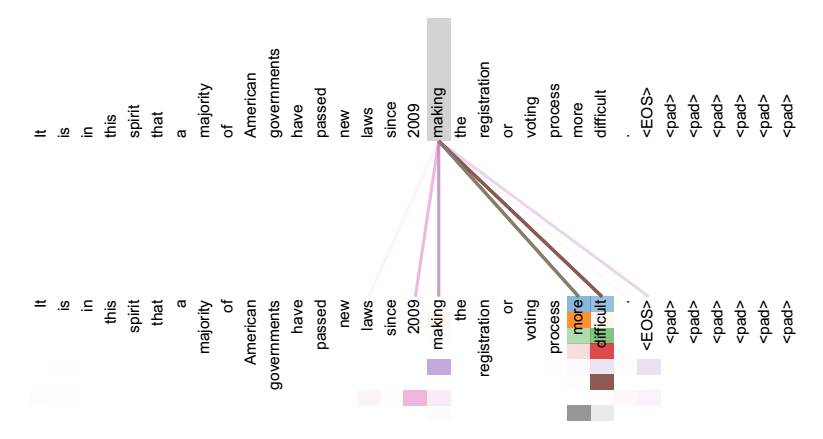 It is in this spirit that a majority of American governments have passed new laws since 2009 making the registration or voting process more difficult . <EOS> <pad> <pad> <pad> <pad> <pad> <pad>
It is in this spirit that a majority of American governments have passed new laws since 2009 making the registration or voting process more difficult . <EOS> <pad> <pad> <pad> <pad> <pad> <pad>